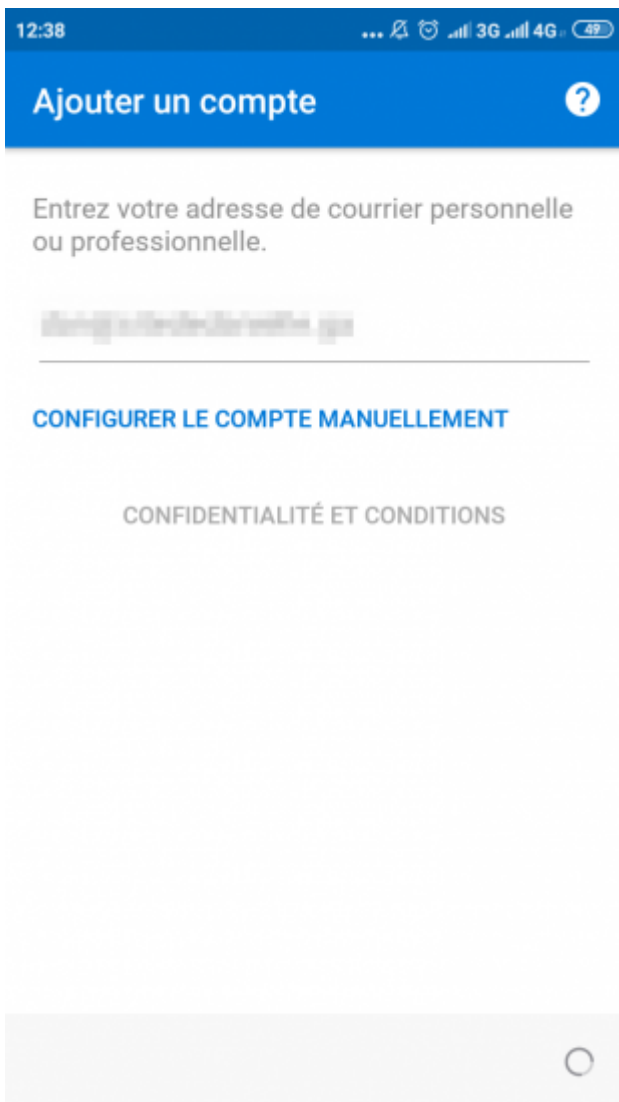 12:38 ... 3G 4G 49
Ajouter un compte ?
Entrez votre adresse de courrier personnelle
ou professionnelle.
CONFIGURER LE COMPTE MANUELLEMENT
CONFIDENTIALITÉ ET CONDITIONS